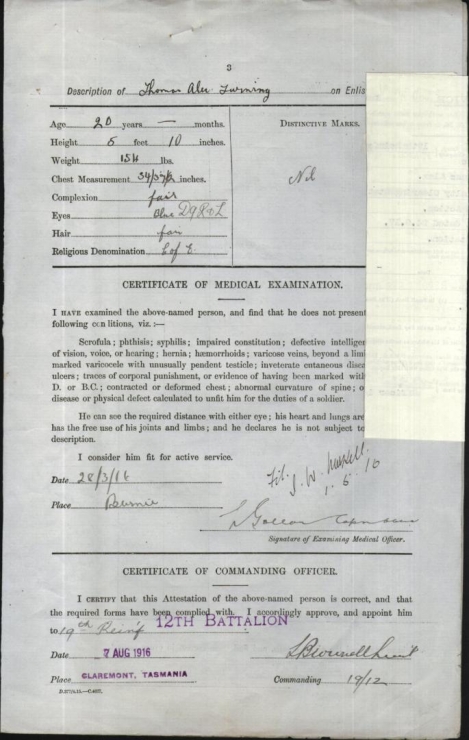 3
Description of Thomas Alec Turning on Enlis
Age 20 years — months.
Height 5 feet 10 inches.
Weight 154 lbs.
Chest Measurement 34/37½ inches.
Complexion fair
Eyes Blue D9R&L
Hair fair
Religious Denomination C of E
DISTINCTIVE MARKS.
Nil
CERTIFICATE OF MEDICAL EXAMINATION.
I HAVE examined the above-named person, and find that he does not present
following con litions, viz. :—
Scrofula; phthisis; syphilis; impaired constitution; defective intelligen
of vision, voice, or hearing; hernia; hæmorrhoids; varicose veins, beyond a lim
marked varicocele with unusually pendent testicle; inveterate cutaneous disea
ulcers; traces of corporal punishment, or evidence of having been marked with
D. or B.C.; contracted or deformed chest; abnormal curvature of spine; o
disease or physical defect calculated to unfit him for the duties of a soldier.
He can see the required distance with either eye; his heart and lungs are
has the free use of his joints and limbs; and he declares he is not subject to
description.
I consider him fit for active service.
Date 28/3/16
Place Burnie
Fit. J. W.
1. 6. 16
Signature of Examining Medical Officer.
CERTIFICATE OF COMMANDING OFFICER.
I CERTIFY that this Attestation of the above-named person is correct, and that
the required forms have been complied with. I accordingly approve, and appoint him
to 19th Reinf 12TH BATTALION
Date 7 AUG 1916
Place CLAREMONT, TASMANIA
Commanding 19/12